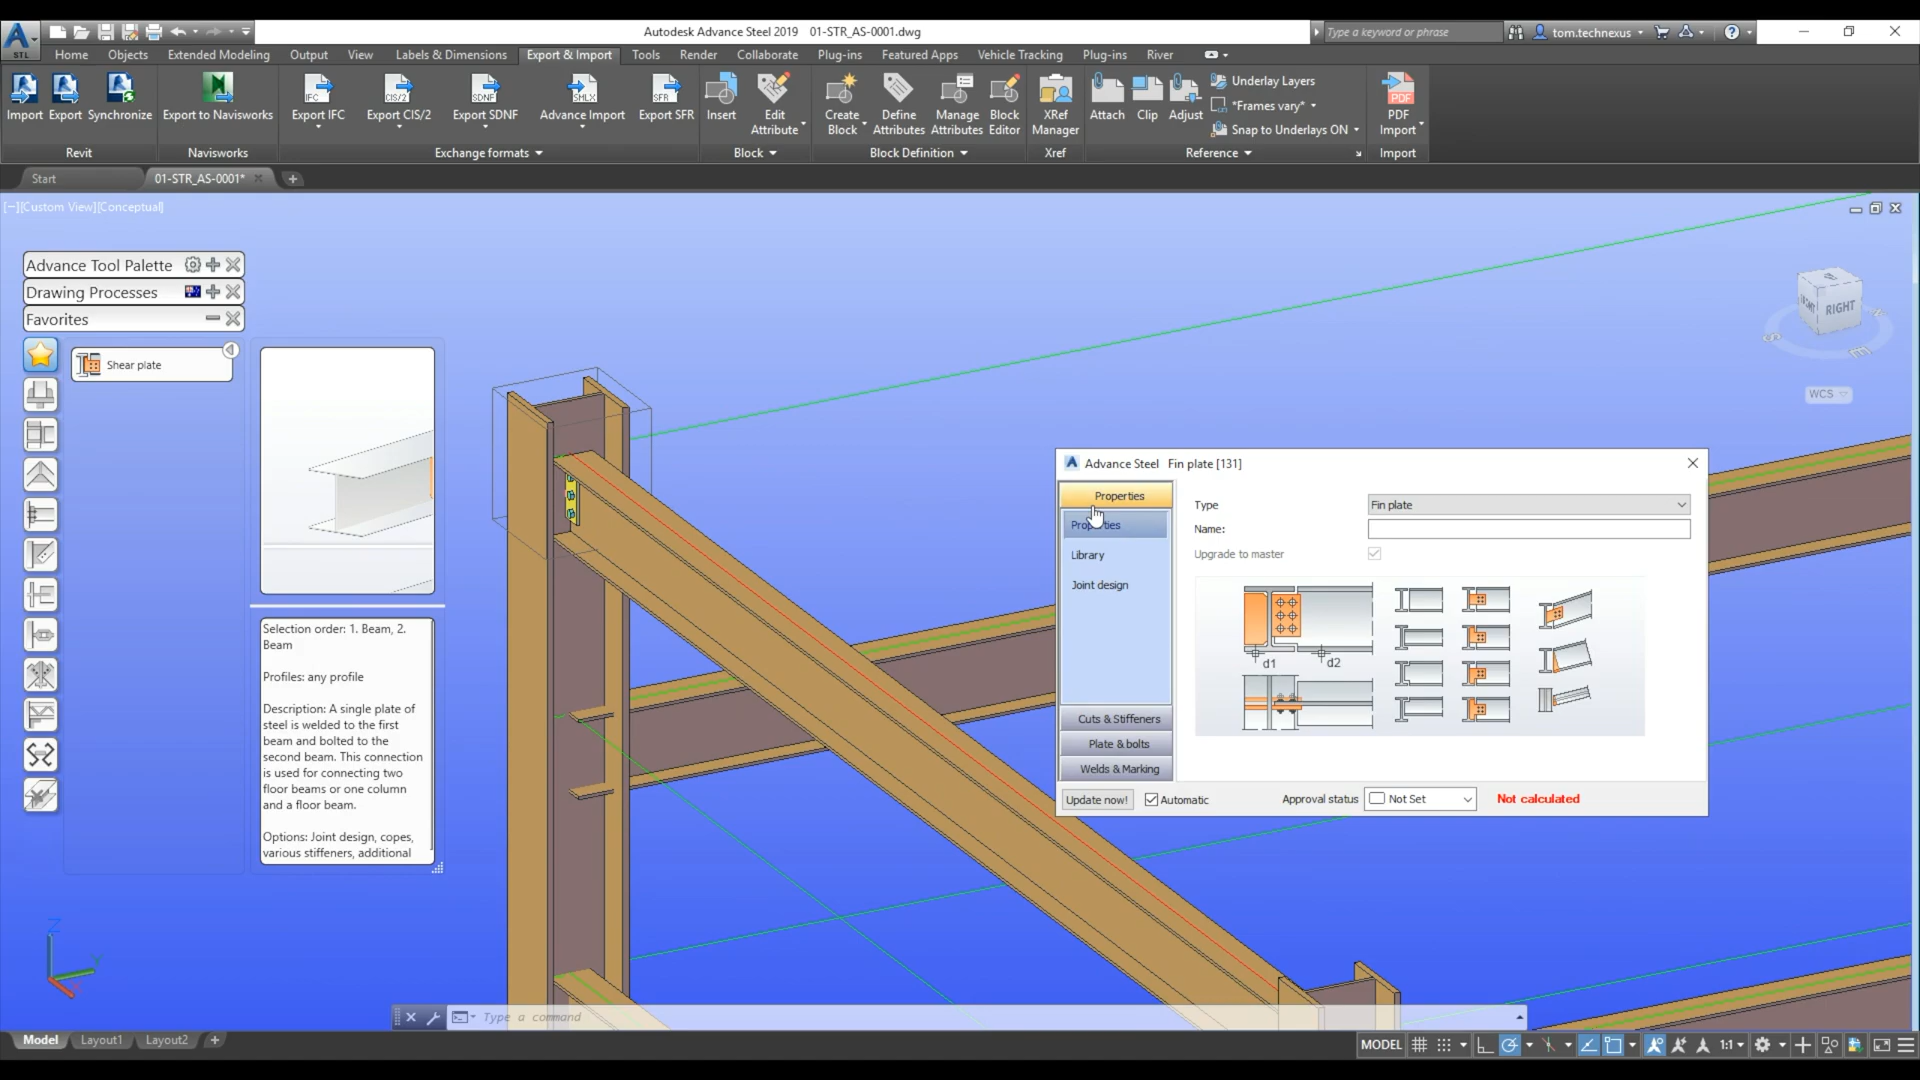 Autodesk Advance Steel 2019 01-STR_AS-0001.dwg
Type a keyword or phrase
tom.technexus
STL
Home Objects Extended Modeling Output View Labels & Dimensions Export & Import Tools Render Collaborate Plug-ins Featured Apps Vehicle Tracking Plug-ins River
Import Export Synchronize
Revit
Export to Navisworks
Navisworks
IFC
Export IFC
CIS/2
Export CIS/2
SDNF
Export SDNF
SMLX
Advance Import
SFR
Export SFR
Exchange formats
Insert
Edit
Attribute
Block
Create
Block
Define
Attributes
Manage
Attributes
Block
Editor
Block Definition
XRef
Manager
Xref
Attach Clip Adjust
Underlay Layers
*Frames vary*
Snap to Underlays ON
Reference
PDF
PDF
Import
Import
Start 01-STR_AS-0001*
[−][Custom View][Conceptual]
Advance Tool Palette
Drawing Processes
Favorites
Shear plate
Selection order: 1. Beam, 2.
Beam
Profiles: any profile
Description: A single plate of
steel is welded to the first
beam and bolted to the
second beam. This connection
is used for connecting two
floor beams or one column
and a floor beam.
Options: Joint design, copes,
various stiffeners, additional
RIGHT
WCS
Advance Steel Fin plate [131]
Properties
Properties
Library
Joint design
Cuts & Stiffeners
Plate & bolts
Welds & Marking
Type Fin plate
Name:
Upgrade to master
d1 d2
Update now! Automatic Approval status Not Set Not calculated
Z
Y
Type a command
Model Layout1 Layout2
MODEL 1:1